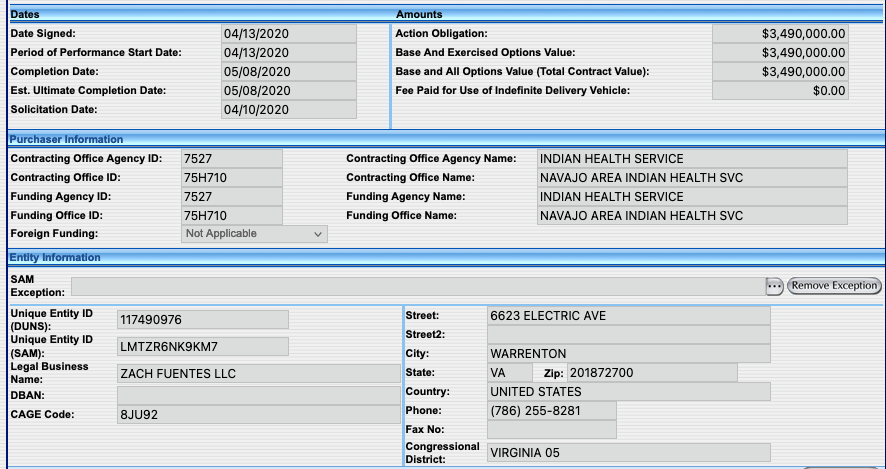 Dates Amounts
Date Signed: 04/13/2020 Action Obligation: $3,490,000.00
Period of Performance Start Date: 04/13/2020 Base And Exercised Options Value: $3,490,000.00
Completion Date: 05/08/2020 Base and All Options Value (Total Contract Value): $3,490,000.00
Est. Ultimate Completion Date: 05/08/2020 Fee Paid for Use of Indefinite Delivery Vehicle: $0.00
Solicitation Date: 04/10/2020
Purchaser Information
Contracting Office Agency ID: 7527 Contracting Office Agency Name: INDIAN HEALTH SERVICE
Contracting Office ID: 75H710 Contracting Office Name: NAVAJO AREA INDIAN HEALTH SVC
Funding Agency ID: 7527 Funding Agency Name: INDIAN HEALTH SERVICE
Funding Office ID: 75H710 Funding Office Name: NAVAJO AREA INDIAN HEALTH SVC
Foreign Funding: Not Applicable
Entity Information
SAM
Exception: ... Remove Exception
Unique Entity ID
(DUNS): 117490976
Unique Entity ID
(SAM): LMTZR6NK9KM7
Legal Business
Name: ZACH FUENTES LLC
DBAN:
CAGE Code: 8JU92
Street: 6623 ELECTRIC AVE
Street2:
City: WARRENTON
State: VA Zip: 201872700
Country: UNITED STATES
Phone: (786) 255-8281
Fax No:
Congressional
District: VIRGINIA 05